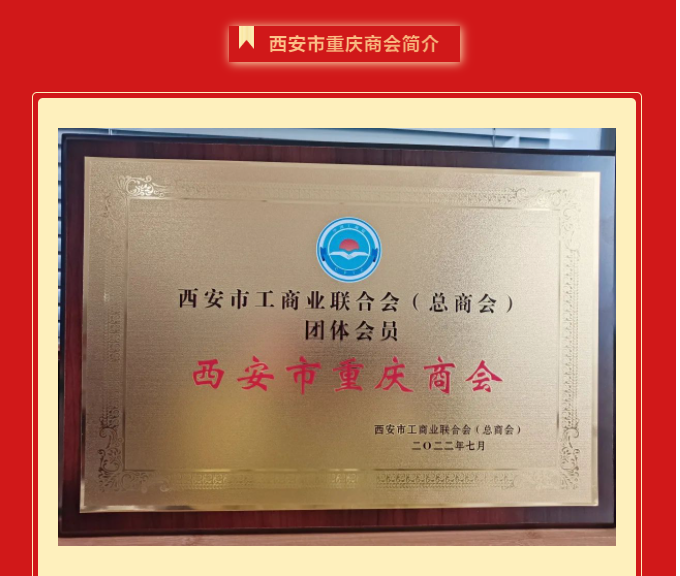 西安市重庆商会简介
西安市工商业联合会（总商会）
团体会员
西安市重庆商会
西安市工商业联合会（总商会）
二〇二二年七月